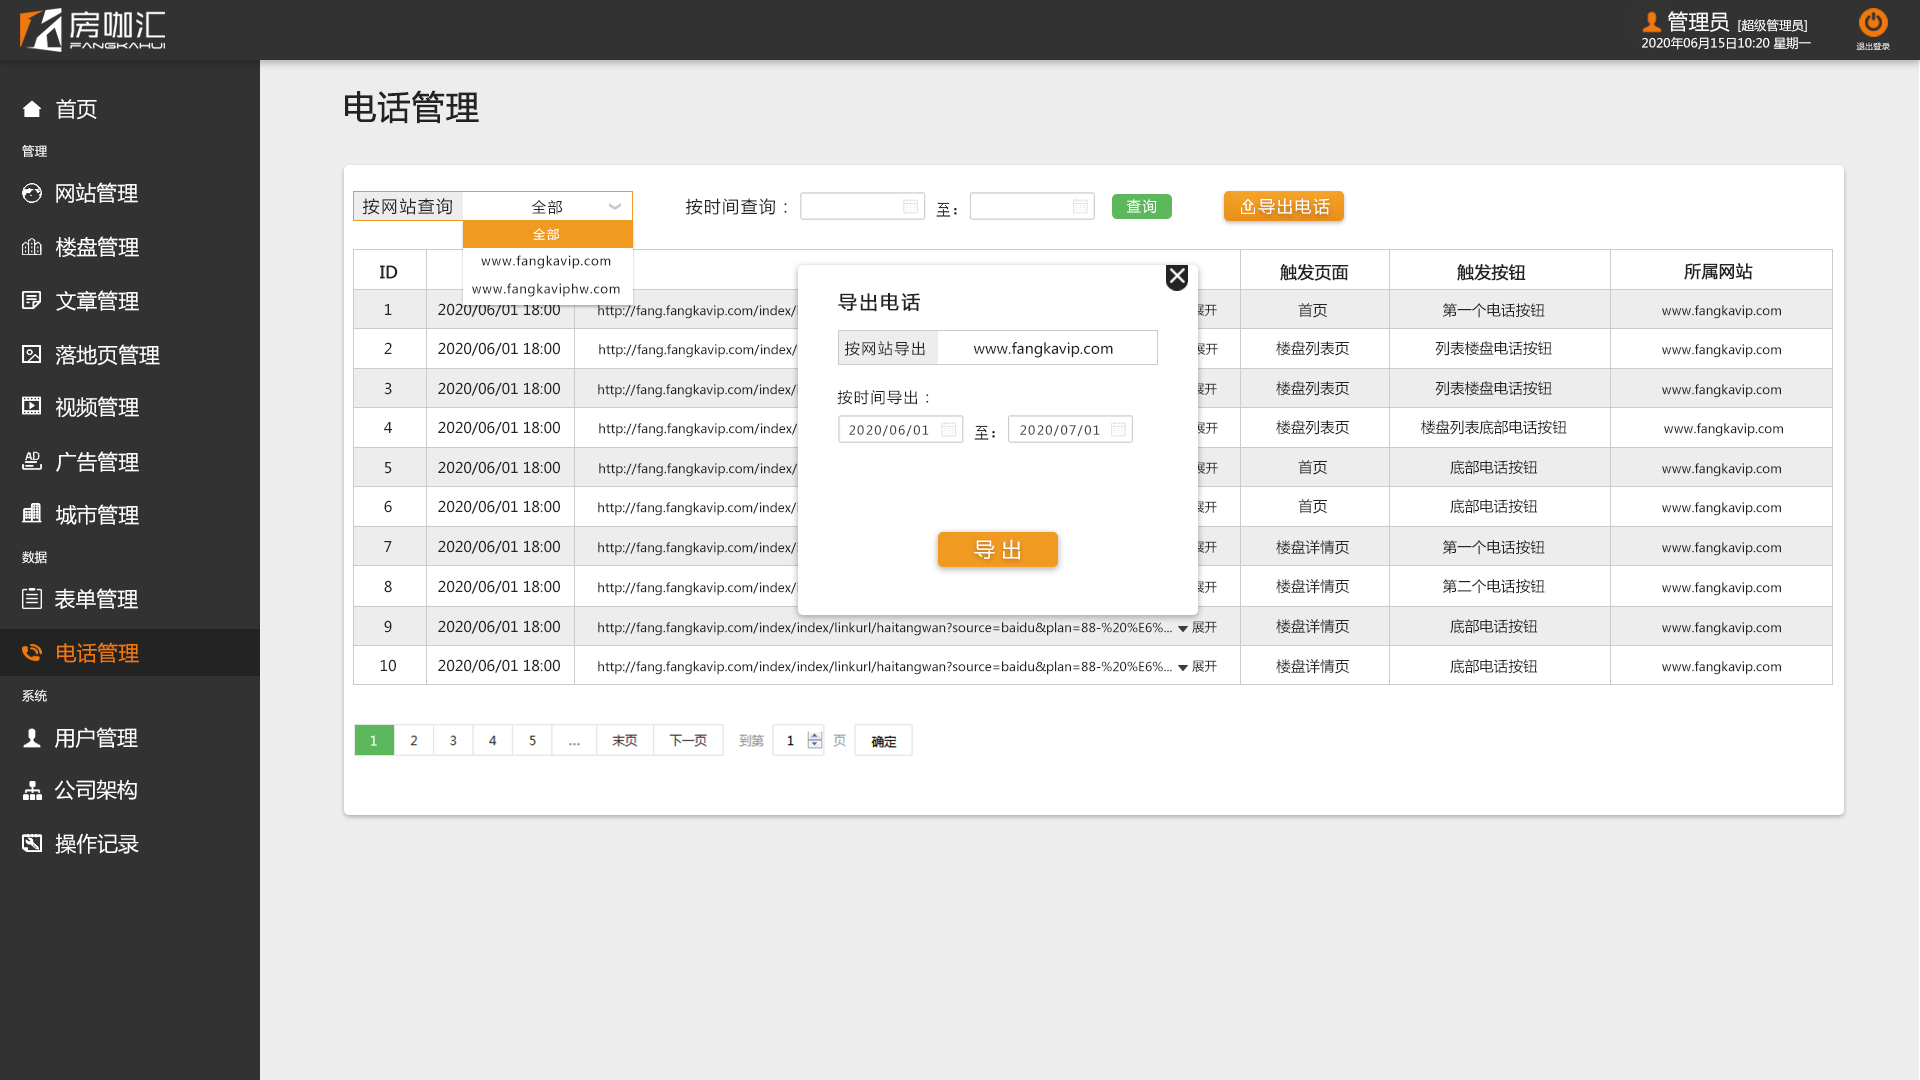 房咖汇
FANGKAHUI
管理员 [超级管理员]
2020年06月15日10:20 星期一
退出登录
首页
管理
网站管理
楼盘管理
文章管理
落地页管理
视频管理
AD 广告管理
城市管理
数据
表单管理
电话管理
系统
用户管理
公司架构
操作记录
电话管理
按网站查询 全部
全部
www.fangkavip.com
www.fangkaviphw.com
按时间查询： 至： 查询 导出电话
ID 触发页面 触发按钮 所属网站
1 2020/06/01 18:00 http://fang.fangkavip.com/index/ 展开 首页 第一个电话按钮 www.fangkavip.com
2 2020/06/01 18:00 http://fang.fangkavip.com/index/ 展开 楼盘列表页 列表楼盘电话按钮 www.fangkavip.com
3 2020/06/01 18:00 http://fang.fangkavip.com/index/ 展开 楼盘列表页 列表楼盘电话按钮 www.fangkavip.com
4 2020/06/01 18:00 http://fang.fangkavip.com/index/ 展开 楼盘列表页 楼盘列表底部电话按钮 www.fangkavip.com
5 2020/06/01 18:00 http://fang.fangkavip.com/index/ 展开 首页 底部电话按钮 www.fangkavip.com
6 2020/06/01 18:00 http://fang.fangkavip.com/index/ 展开 首页 底部电话按钮 www.fangkavip.com
7 2020/06/01 18:00 http://fang.fangkavip.com/index/ 展开 楼盘详情页 第一个电话按钮 www.fangkavip.com
8 2020/06/01 18:00 http://fang.fangkavip.com/index/ 展开 楼盘详情页 第二个电话按钮 www.fangkavip.com
9 2020/06/01 18:00 http://fang.fangkavip.com/index/index/linkurl/haitangwan?source=baidu&plan=88-%20%E6%... 展开 楼盘详情页 底部电话按钮 www.fangkavip.com
10 2020/06/01 18:00 http://fang.fangkavip.com/index/index/linkurl/haitangwan?source=baidu&plan=88-%20%E6%... 展开 楼盘详情页 底部电话按钮 www.fangkavip.com
导出电话
按网站导出 www.fangkavip.com
按时间导出：
2020/06/01 至： 2020/07/01
导出
1 2 3 4 5 ... 末页 下一页 到第 1 页 确定